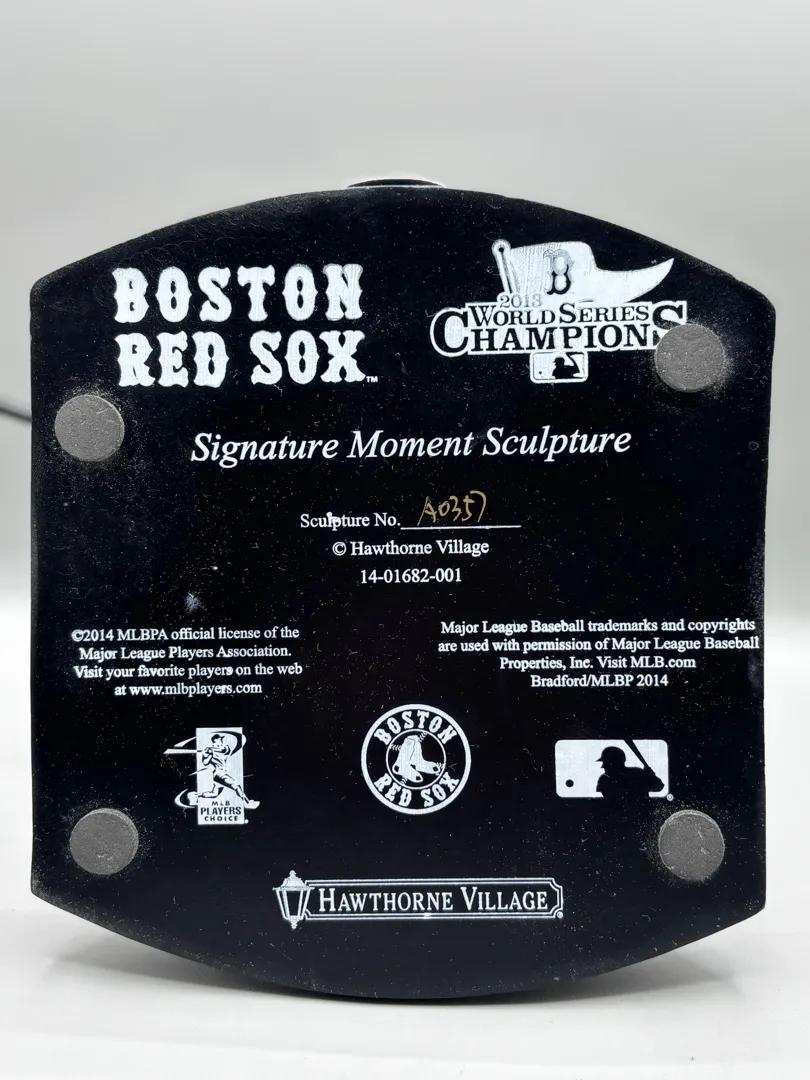 BOSTON
RED SOX™
B
2013
WORLD SERIES
CHAMPIONS
Signature Moment Sculpture
Sculpture No. A0357
© Hawthorne Village
14-01682-001
©2014 MLBPA official license of the
Major League Players Association.
Visit your favorite players on the web
at www.mlbplayers.com
Major League Baseball trademarks and copyrights
are used with permission of Major League Baseball
Properties, Inc. Visit MLB.com
Bradford/MLBP 2014
MLB
PLAYERS
CHOICE
BOSTON
RED SOX
®
HAWTHORNE VILLAGE®